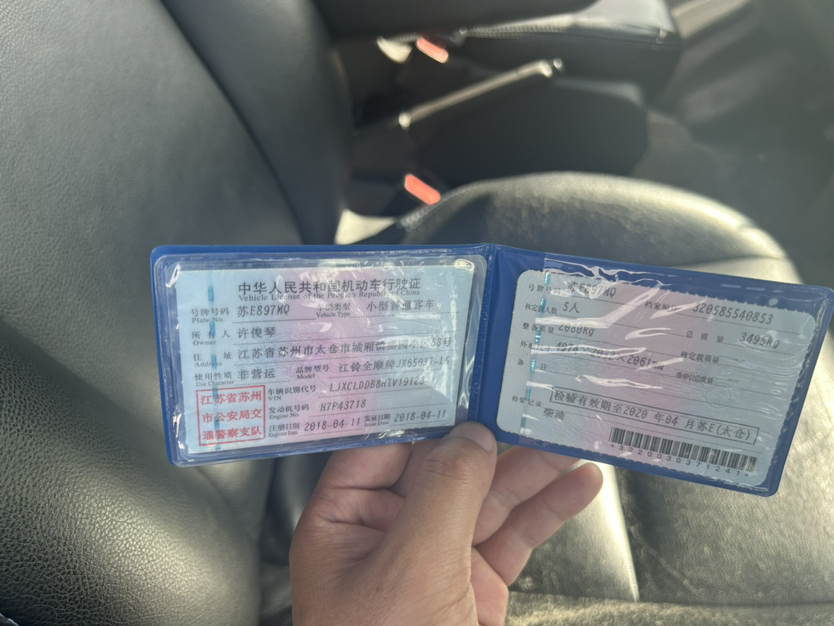 中华人民共和国机动车行驶证
Vehicle License of the People's Republic of China
号牌号码 苏E897MQ 车辆类型 小型普通客车
Plate No. Vehicle Type
所有人 许俊琴
Owner
住址 江苏省苏州市太仓市城厢镇
Use Character
使用性质 非营运 品牌型号 江铃全顺牌
Model
江苏省苏州
市公安局交
通警察支队
车辆识别代号
VIN
发动机号码 H7P43718
Engine No.
注册日期 2018-04-11 发证日期 2018-04-11
Register Date Issue Date
号牌号码 苏E897MQ 档案编号 320585540853
核定载人数 5人 总质量 3495KG
整备质量 2080KG 核定载质量
准牵引总质量
备注
检验有效期至2020年04月苏E(太仓)
检验记录
柴油